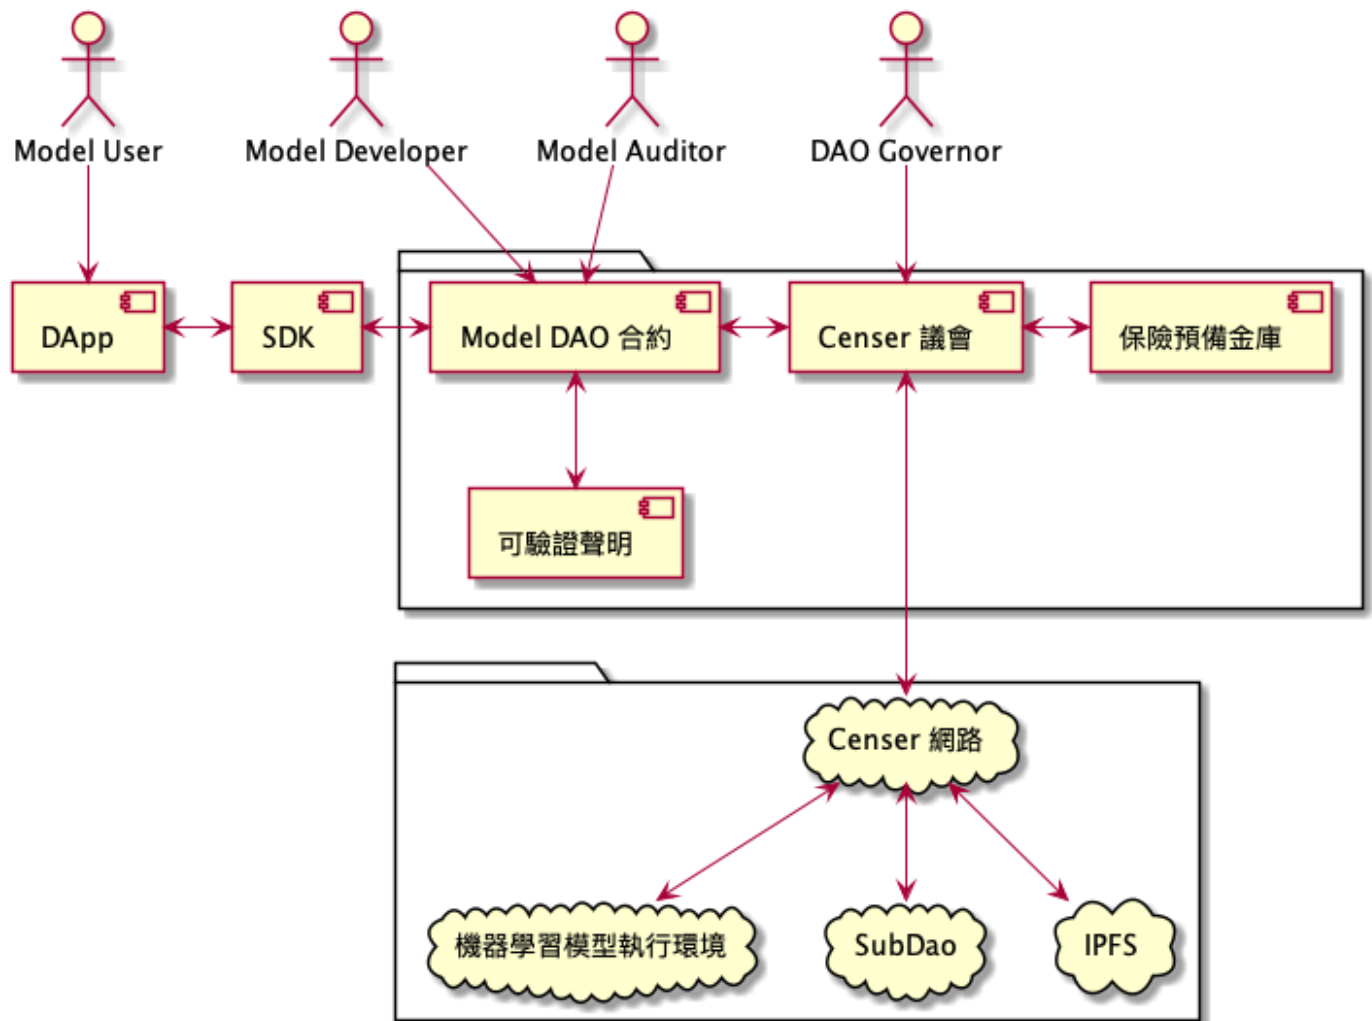 Model User
Model Developer
Model Auditor
DAO Governor
DApp
SDK
Model DAO 合約
Censer 議會
保險預備金庫
可驗證聲明
Censer 網路
機器學習模型執行環境
SubDao
IPFS